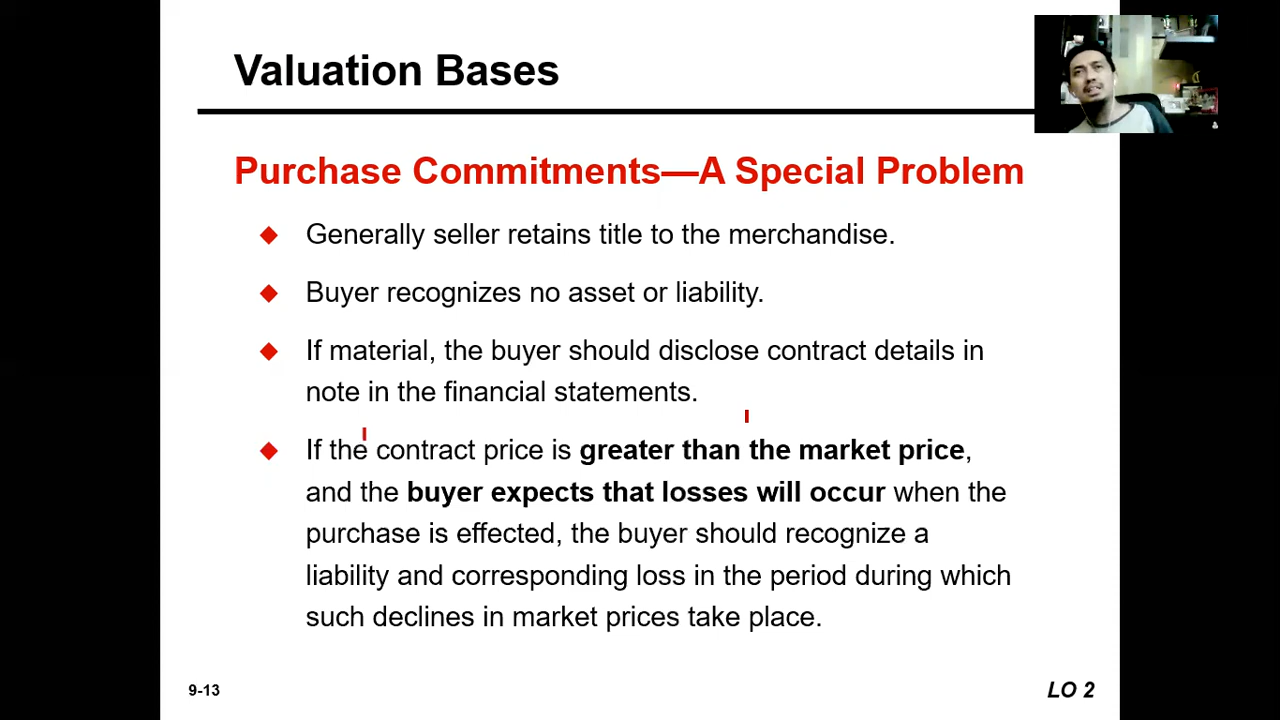 Valuation Bases
Purchase Commitments—A Special Problem
Generally seller retains title to the merchandise.
Buyer recognizes no asset or liability.
If material, the buyer should disclose contract details in
note in the financial statements.
If the contract price is greater than the market price,
and the buyer expects that losses will occur when the
purchase is effected, the buyer should recognize a
liability and corresponding loss in the period during which
such declines in market prices take place.
9-13
LO 2